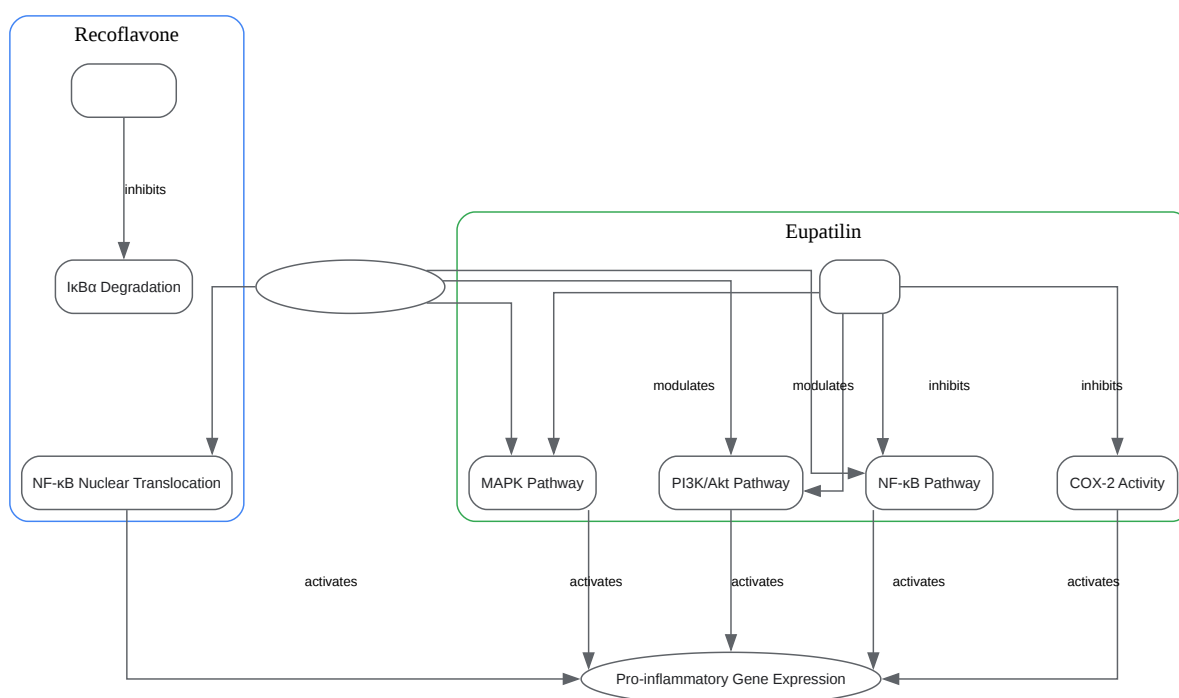 Recoflavone
inhibits
IκBα Degradation
Eupatilin
modulates
modulates
inhibits
inhibits
NF-κB Nuclear Translocation
MAPK Pathway
PI3K/Akt Pathway
NF-κB Pathway
COX-2 Activity
activates
activates
activates
activates
activates
Pro-inflammatory Gene Expression